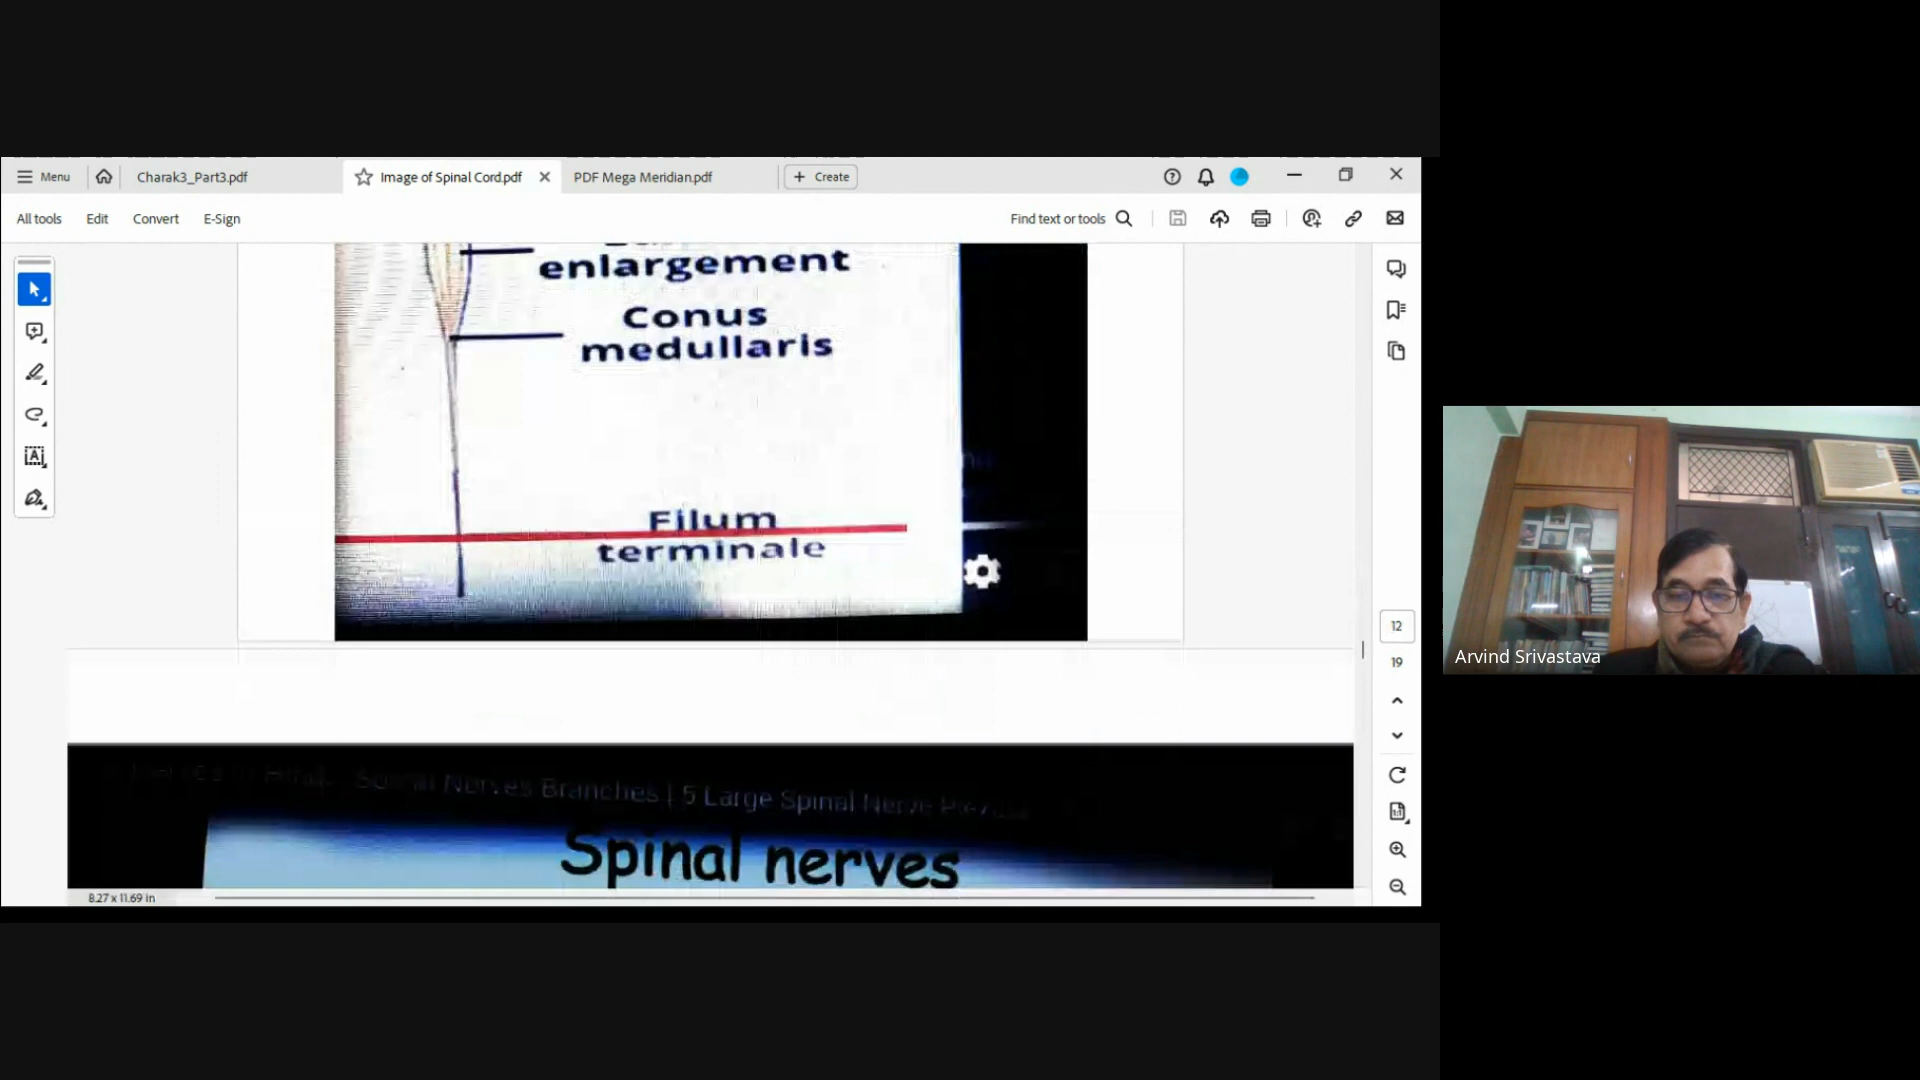 Menu
Charak3_Part3.pdf
Image of Spinal Cord.pdf
PDF Mega Meridian.pdf
Create
All tools
Edit
Convert
E-Sign
Find text or tools
enlargement
Conus
medullaris
Filum
terminale
Spinal Nerves Branches | 5 Large Spinal Nerve
Spinal nerves
8.27 x 11.69 in
12
19
Arvind Srivastava